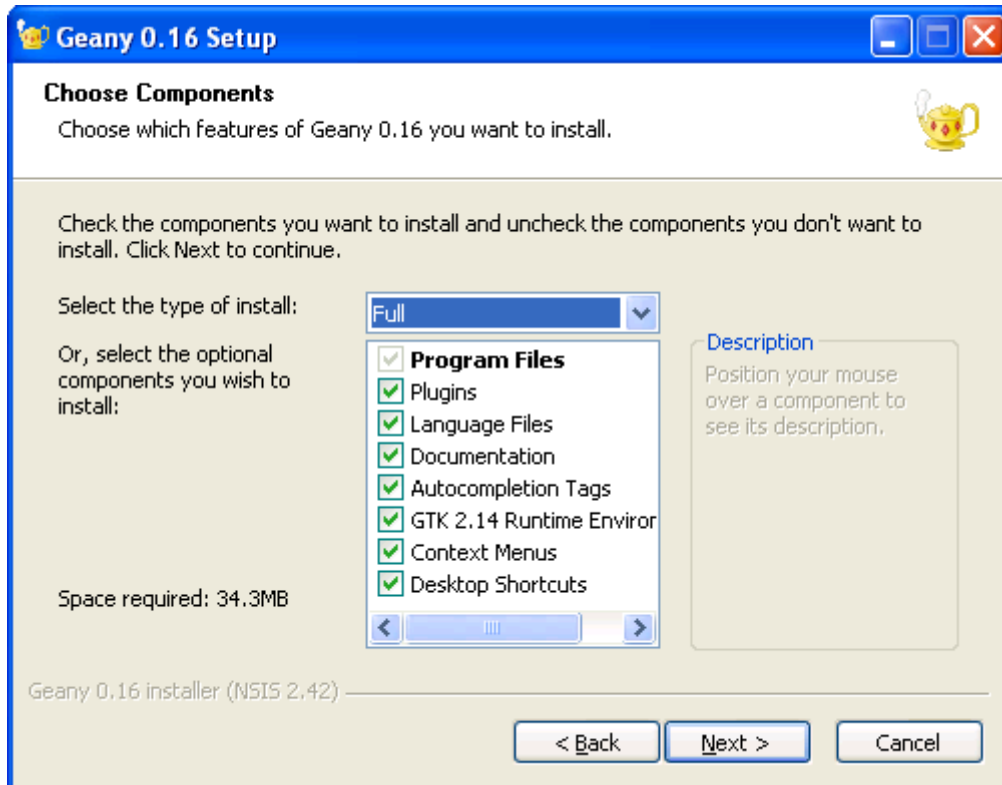 Geany 0.16 Setup
Choose Components
Choose which features of Geany 0.16 you want to install.
Check the components you want to install and uncheck the components you don't want to
install. Click Next to continue.
Select the type of install:
Full
Or, select the optional
components you wish to
install:
Program Files
Plugins
Language Files
Documentation
Autocompletion Tags
GTK 2.14 Runtime Environ
Context Menus
Desktop Shortcuts
Description
Position your mouse
over a component to
see its description.
Space required: 34.3MB
Geany 0.16 installer (NSIS 2.42)
< Back
Next >
Cancel